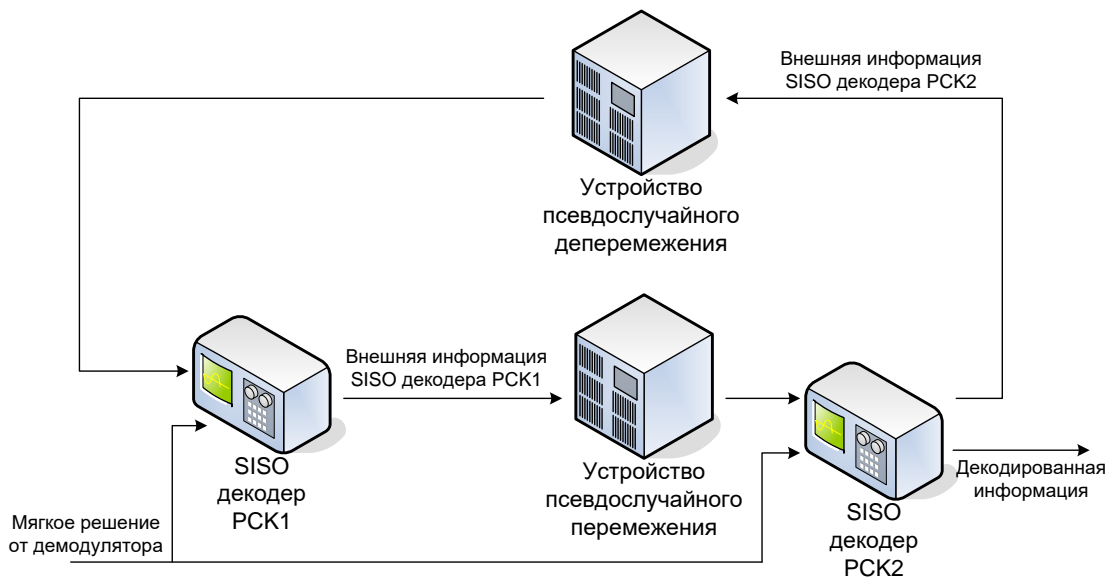 Внешняя информация
SISO декодера РСК2
Устройство
псевдослучайного
деперемежения
Внешняя информация
SISO декодера РСК1
SISO
декодер
РСК1
Устройство
псевдослучайного
перемежения
SISO
декодер
РСК2
Декодированная
информация
Мягкое решение
от демодулятора